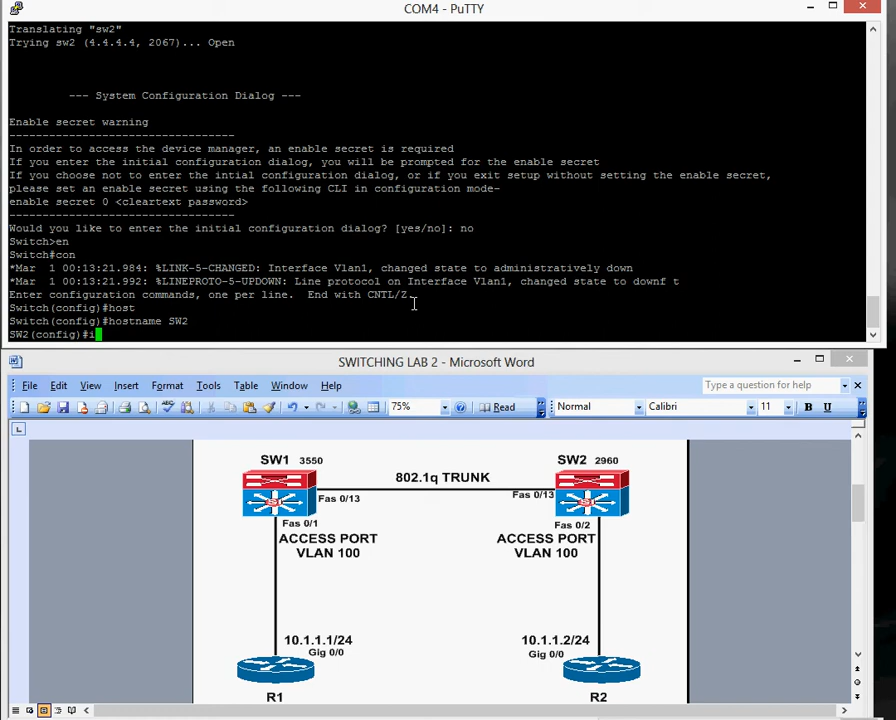 COM4 - PuTTY
Translating "sw2"
Trying sw2 (4.4.4.4, 2067)... Open
--- System Configuration Dialog ---
Enable secret warning
----------------------------------
In order to access the device manager, an enable secret is required
If you enter the initial configuration dialog, you will be prompted for the enable secret
If you choose not to enter the intial configuration dialog, or if you exit setup without setting the enable secret,
please set an enable secret using the following CLI in configuration mode-
enable secret 0 <cleartext password>
----------------------------------
Would you like to enter the initial configuration dialog? [yes/no]: no
Switch>en
Switch#con
*Mar  1 00:13:21.984: %LINK-5-CHANGED: Interface Vlan1, changed state to administratively down
*Mar  1 00:13:21.992: %LINEPROTO-5-UPDOWN: Line protocol on Interface Vlan1, changed state to downf t
Enter configuration commands, one per line.  End with CNTL/Z.
Switch(config)#host
Switch(config)#hostname SW2
SW2(config)#i
SWITCHING LAB 2 - Microsoft Word
File Edit View Insert Format Tools Table Window Help Type a question for help
75% Read Normal Calibri 11 B U
SW1 3550
SW2 2960
802.1q TRUNK
Fas 0/13
Fas 0/13
Fas 0/1
Fas 0/2
ACCESS PORT
VLAN 100
ACCESS PORT
VLAN 100
10.1.1.1/24
Gig 0/0
10.1.1.2/24
Gig 0/0
R1
R2